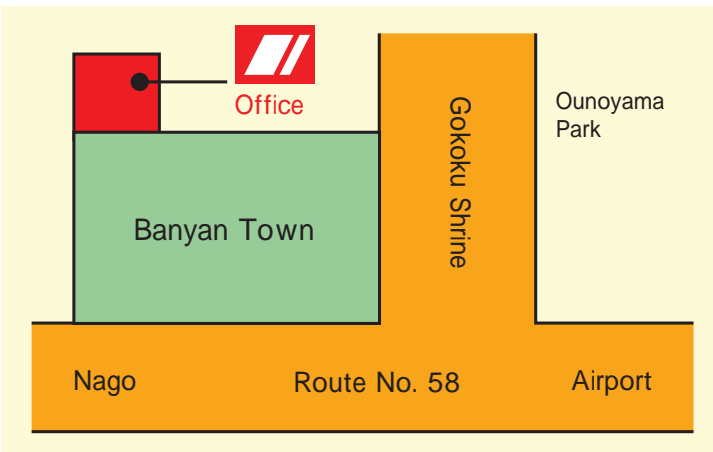 Office
Ounoyama
Park
Gokoku Shrine
Banyan Town
Nago
Route No. 58
Airport